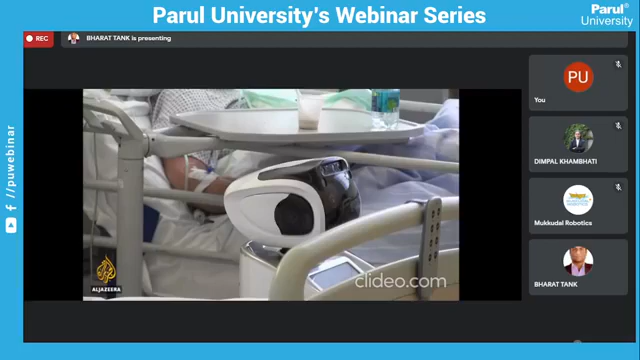 Parul University's Webinar Series
Parul®
University
REC
BHARAT TANK is presenting
PU
You
DIMPAL KHAMBHATI
Mukkudal Robotics
BHARAT TANK
/puwebinar
ALJAZEERA
clideo.com